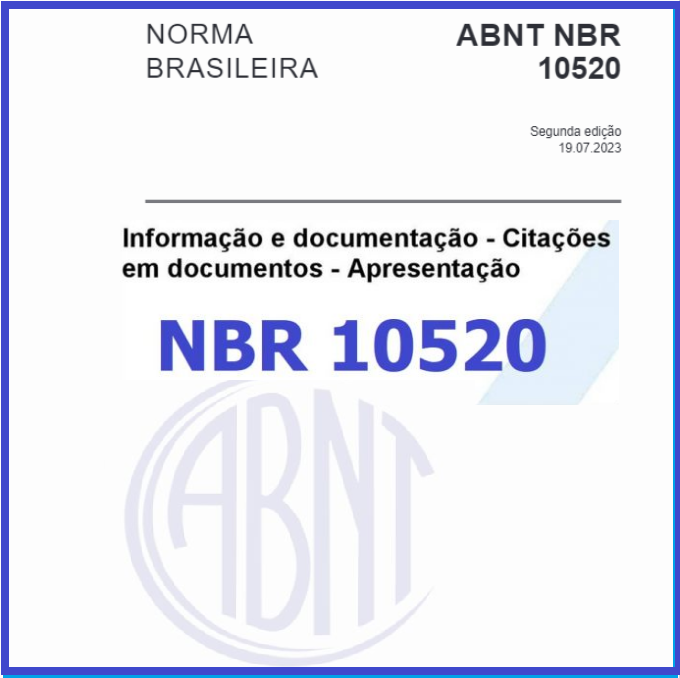 NORMA
BRASILEIRA
ABNT NBR
10520
Segunda edição
19.07.2023
Informação e documentação - Citações
em documentos - Apresentação
NBR 10520
ABNT